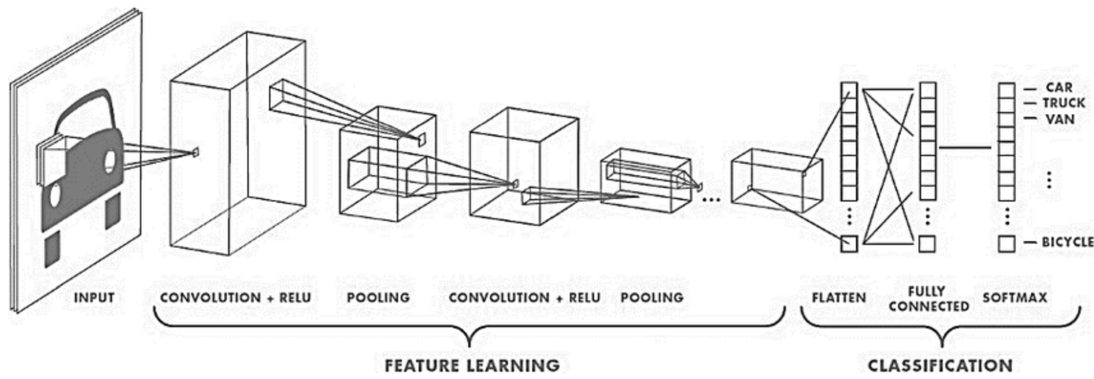 CAR
TRUCK
VAN
BICYCLE
INPUT
CONVOLUTION + RELU
POOLING
CONVOLUTION + RELU
POOLING
FLATTEN
FULLY
CONNECTED
SOFTMAX
FEATURE LEARNING
CLASSIFICATION